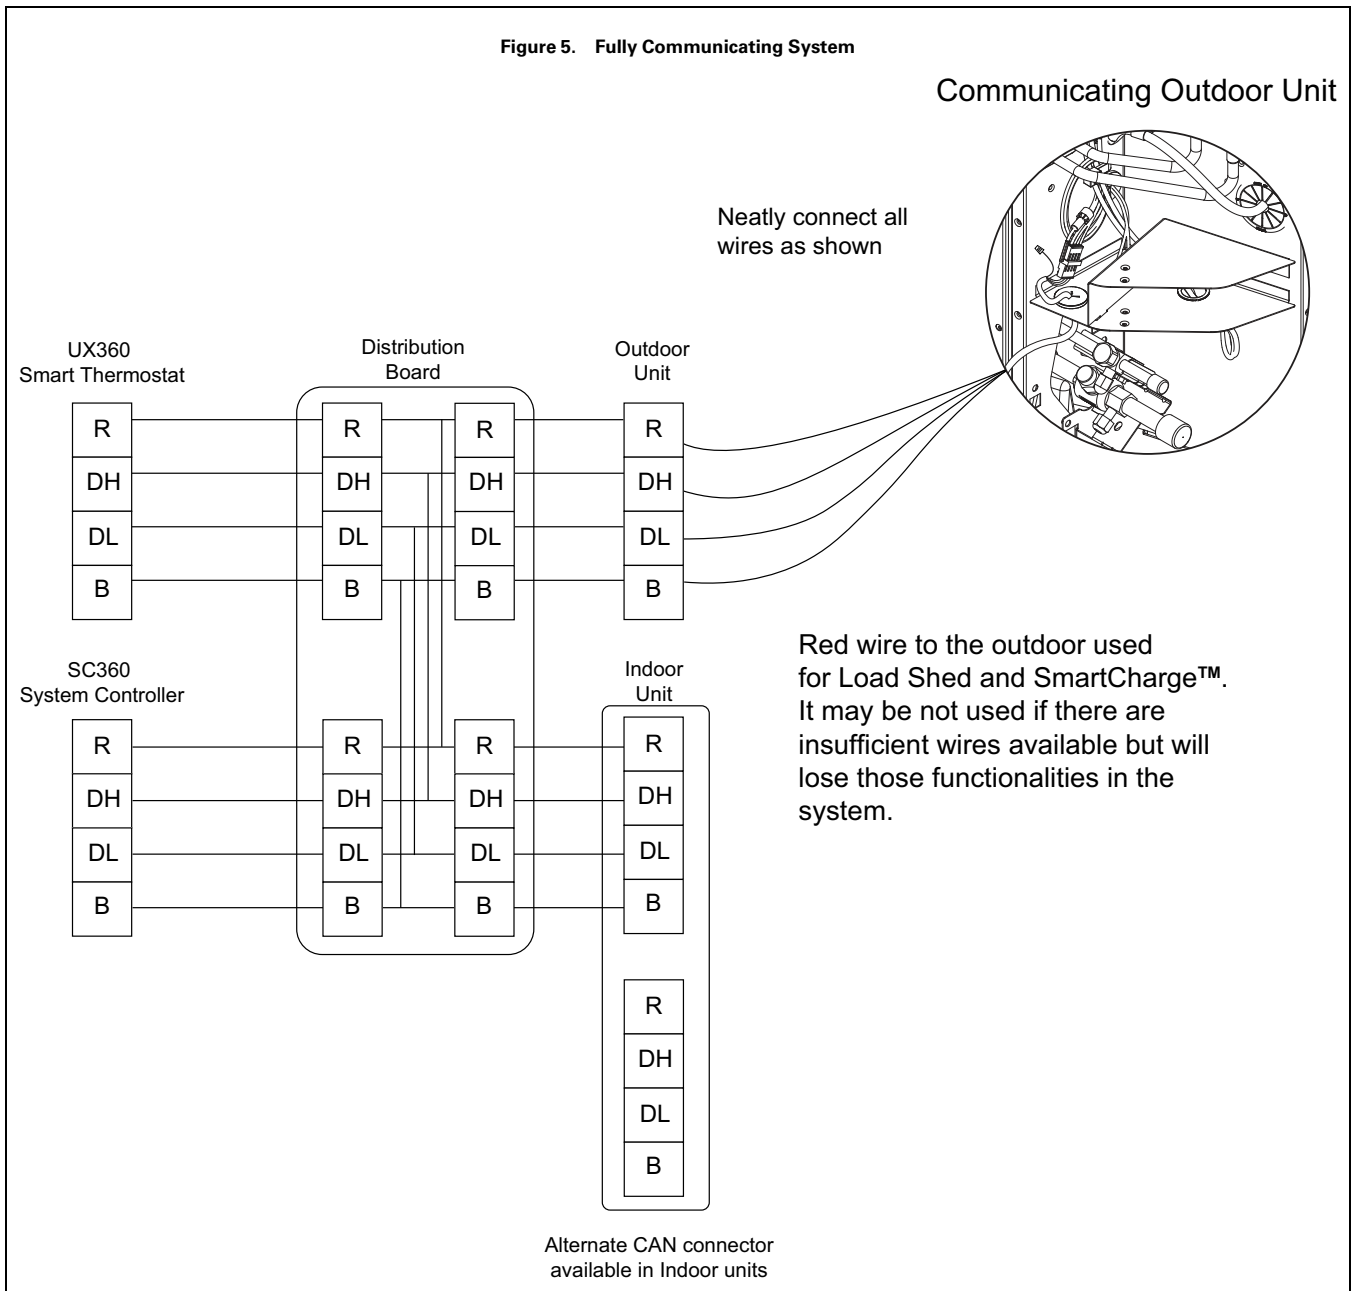 Figure 5. Fully Communicating System
Communicating Outdoor Unit
Neatly connect all
wires as shown
UX360
Smart Thermostat
Distribution
Board
Outdoor
Unit
R
R
R
R
DH
DH
DH
DH
DL
DL
DL
DL
B
B
B
B
Red wire to the outdoor used
for Load Shed and SmartCharge™.
It may be not used if there are
insufficient wires available but will
lose those functionalities in the
system.
SC360
System Controller
Indoor
Unit
R
R
R
R
DH
DH
DH
DH
DL
DL
DL
DL
B
B
B
B
R
DH
DL
B
Alternate CAN connector
available in Indoor units